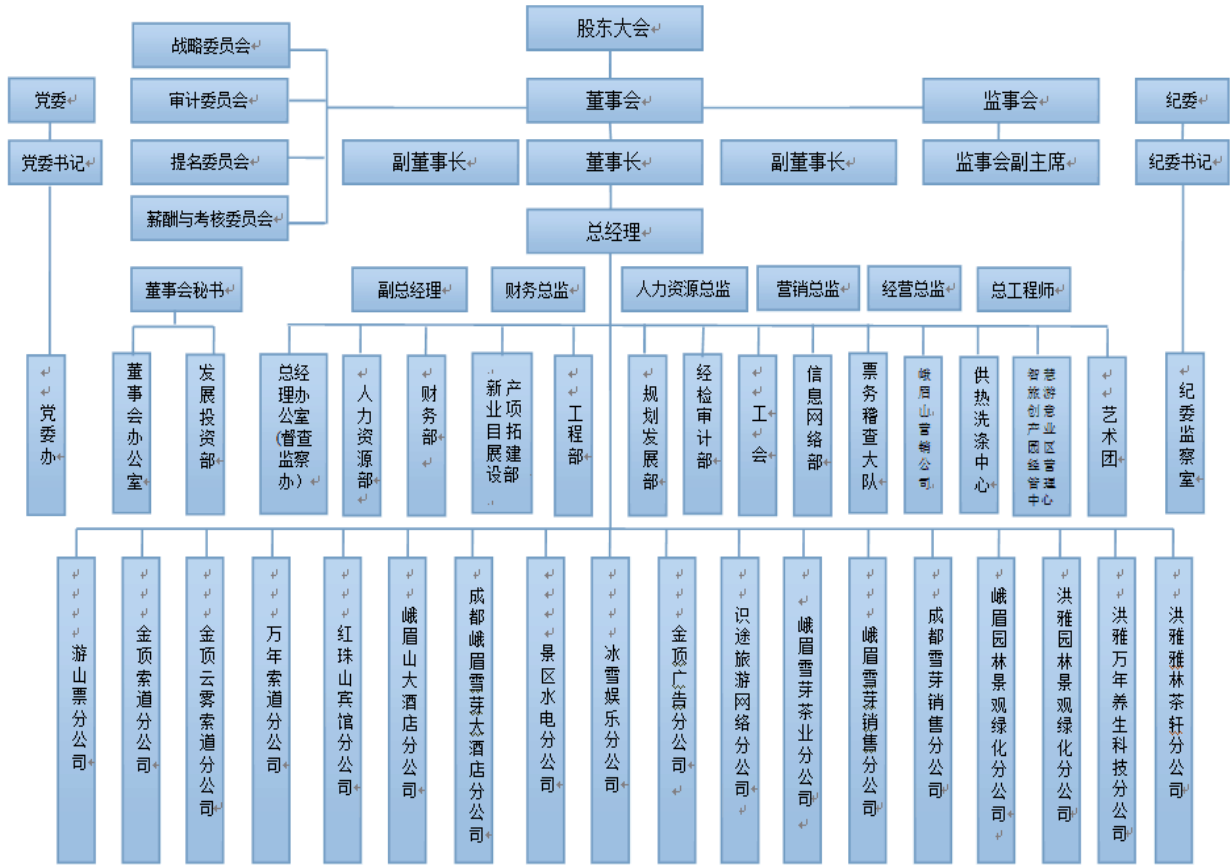 股东大会
战略委员会
党委
审计委员会
董事会
监事会
纪委
党委书记
提名委员会
副董事长
董事长
副董事长
监事会副主席
纪委书记
薪酬与考核委员会
总经理
董事会秘书
副总经理
财务总监
人力资源总监
营销总监
经营总监
总工程师
党委办
董事会办公室
发展投资部
总经理办公室(督查监察办）
人力资源部
财务部
新产业项目拓展建设部
工程部
规划发展部
经检审计部
工会
信息网络部
票务稽查大队
峨眉山营销公司
供热洗涤中心
智慧旅游创意产业园区经营管理中心
艺术团
纪委监察室
游山票分公司
金顶索道分公司
金顶云雾索道分公司
万年索道分公司
红珠山宾馆分公司
峨眉山大酒店分公司
成都峨眉雪芽大酒店分公司
景区水电分公司
冰雪娱乐分公司
金顶广告分公司
识途旅游网络分公司
峨眉雪芽茶业分公司
峨眉雪芽销售分公司
成都雪芽销售分公司
峨眉园林景观绿化分公司
洪雅园林景观绿化分公司
洪雅万年养生科技分公司
洪雅雅林茶轩分公司